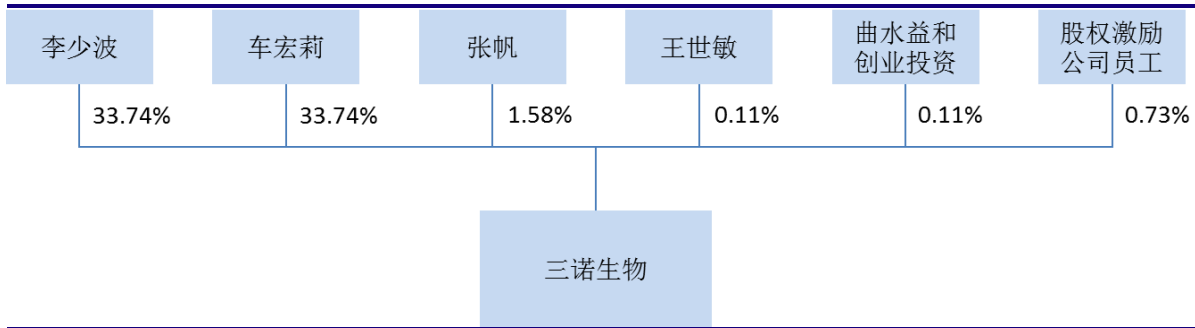 李少波
车宏莉
张帆
王世敏
曲水益和
创业投资
股权激励
公司员工
33.74%
33.74%
1.58%
0.11%
0.11%
0.73%
三诺生物